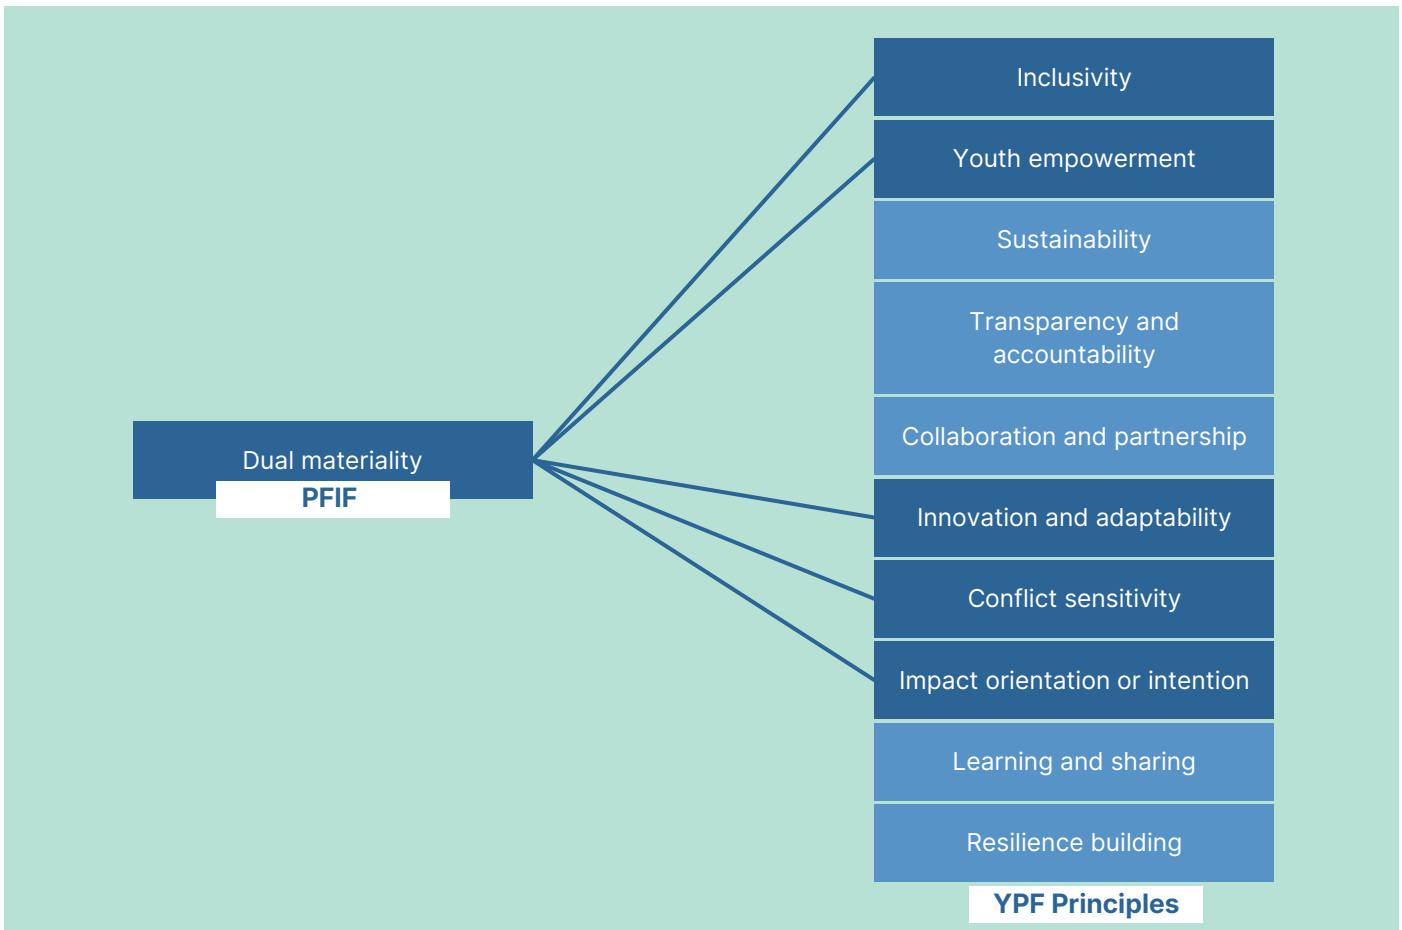 Dual materiality
PFIF
Inclusivity
Youth empowerment
Sustainability
Transparency and
accountability
Collaboration and partnership
Innovation and adaptability
Conflict sensitivity
Impact orientation or intention
Learning and sharing
Resilience building
YPF Principles